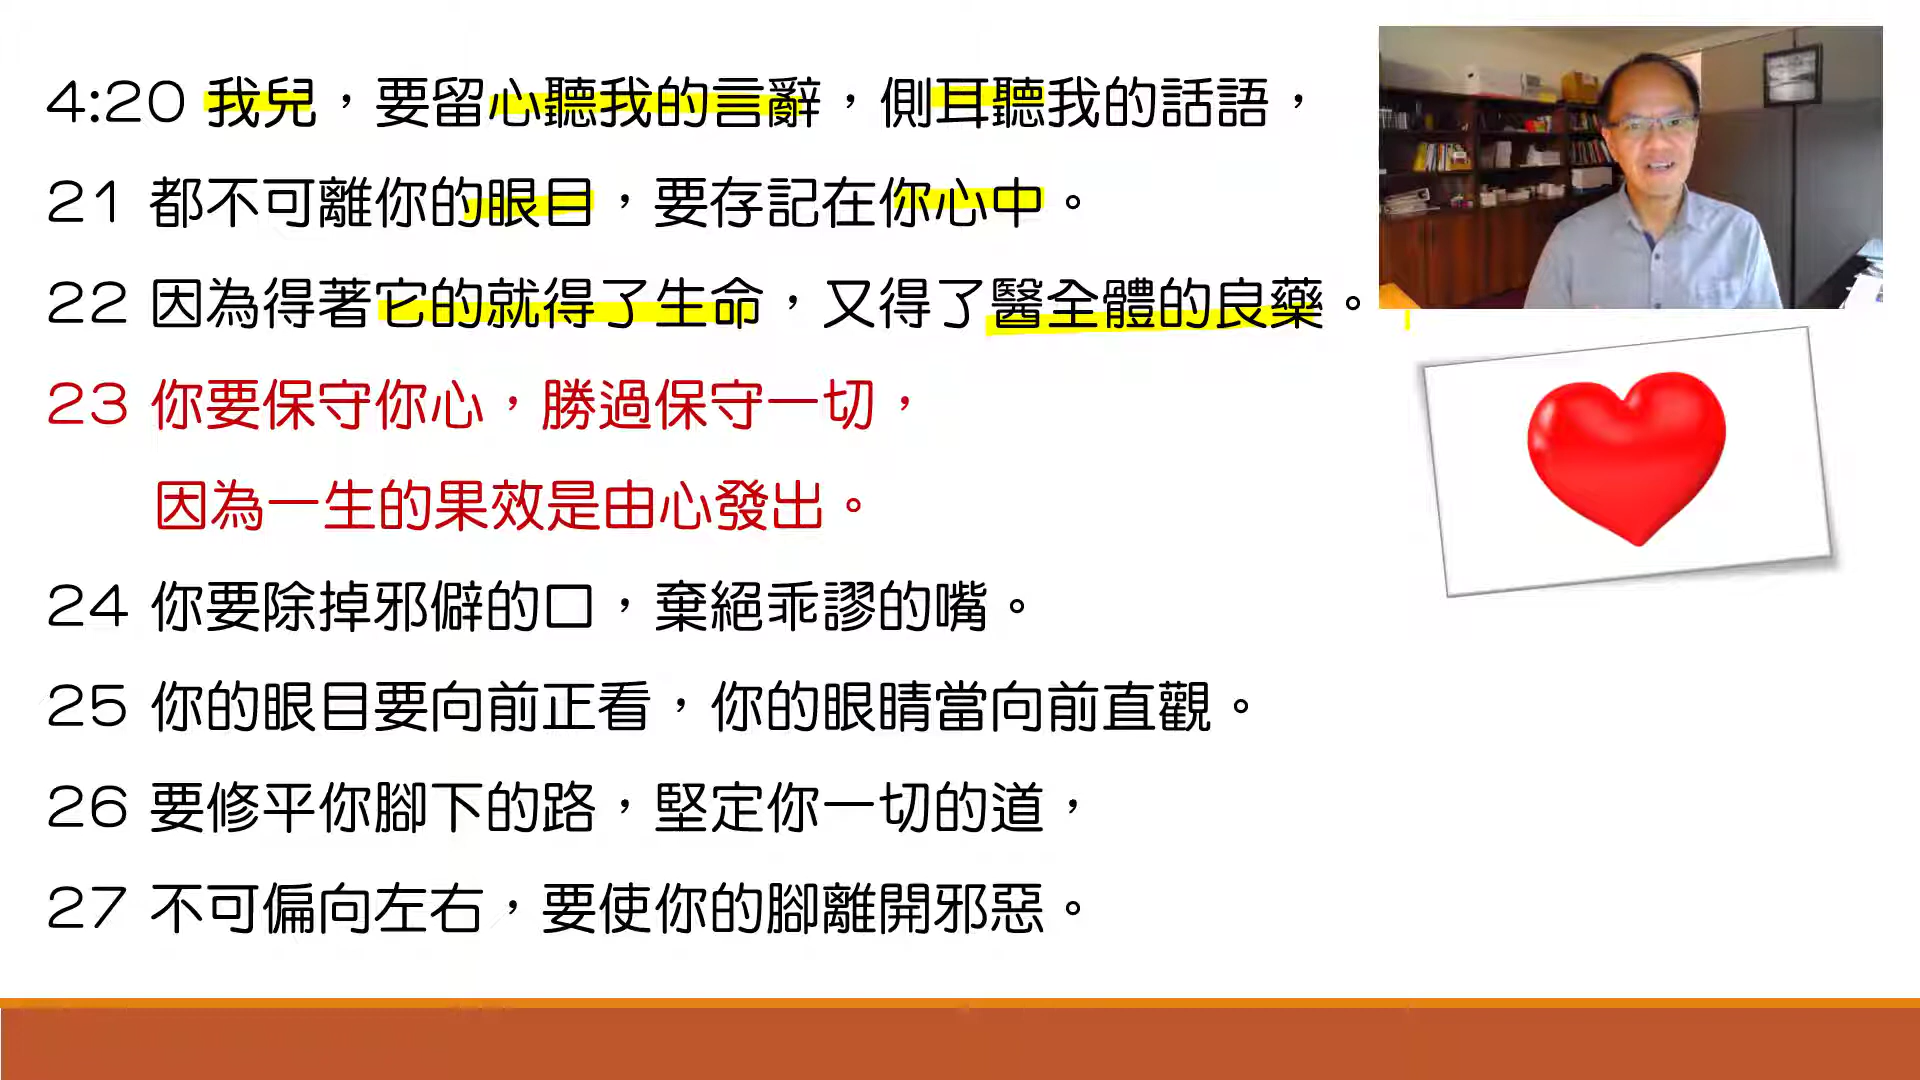 4:20 我兒，要留心聽我的言辭，側耳聽我的話語，
21 都不可離你的眼目，要存記在你心中。
22 因為得著它的就得了生命，又得了醫全體的良藥。
23 你要保守你心，勝過保守一切，
因為一生的果效是由心發出。
24 你要除掉邪僻的口，棄絕乖謬的嘴。
25 你的眼目要向前正看，你的眼睛當向前直觀。
26 要修平你腳下的路，堅定你一切的道，
27 不可偏向左右，要使你的腳離開邪惡。